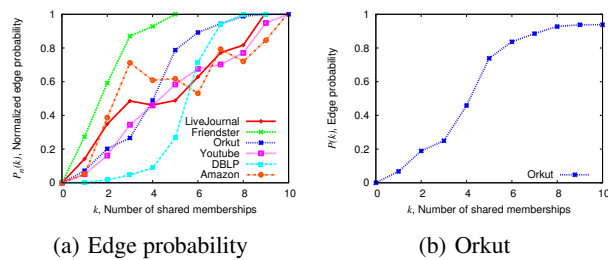 1
0.8
0.6
0.4
0.2
0
0 2 4 6 8 10
Pn(k), Normalized edge probability
k, Number of shared memberships
LiveJournal
Friendster
Orkut
Youtube
DBLP
Amazon
(a) Edge probability
1
0.8
0.6
0.4
0.2
0
0 2 4 6 8 10
P(k), Edge probability
k, Number of shared memberships
Orkut
(b) Orkut